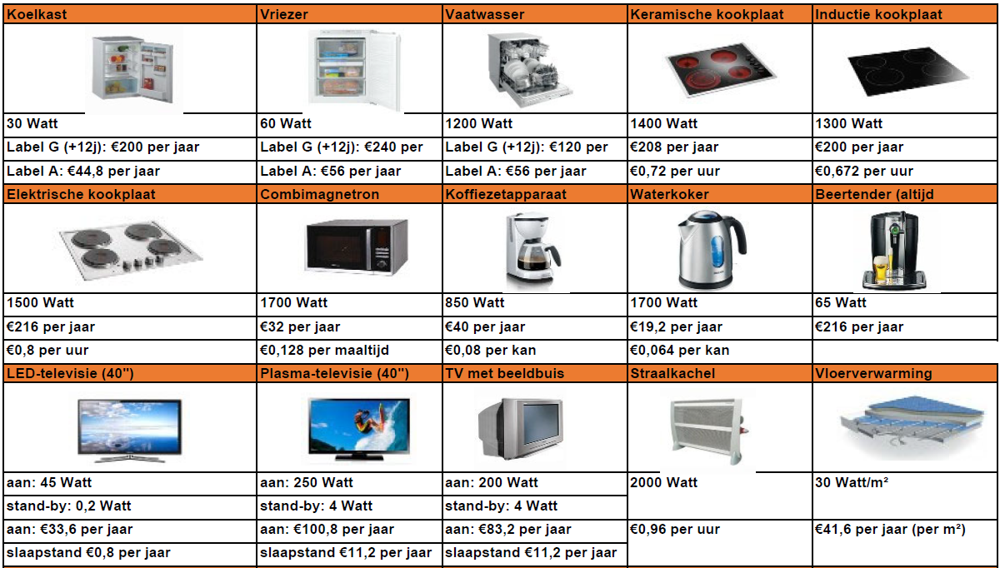 Koelkast Vriezer Vaatwasser Keramische kookplaat Inductie kookplaat
30 Watt 60 Watt 1200 Watt 1400 Watt 1300 Watt
Label G (+12j): €200 per jaar Label G (+12j): €240 per Label G (+12j): €120 per €208 per jaar €200 per jaar
Label A: €44,8 per jaar Label A: €56 per jaar Label A: €56 per jaar €0,72 per uur €0,672 per uur
Elektrische kookplaat Combimagnetron Koffiezetapparaat Waterkoker Beertender (altijd
1500 Watt 1700 Watt 850 Watt 1700 Watt 65 Watt
€216 per jaar €32 per jaar €40 per jaar €19,2 per jaar €216 per jaar
€0,8 per uur €0,128 per maaltijd €0,08 per kan €0,064 per kan
LED-televisie (40") Plasma-televisie (40") TV met beeldbuis Straalkachel Vloerverwarming
aan: 45 Watt aan: 250 Watt aan: 200 Watt 2000 Watt 30 Watt/m²
stand-by: 0,2 Watt stand-by: 4 Watt stand-by: 4 Watt
aan: €33,6 per jaar aan: €100,8 per jaar aan: €83,2 per jaar €0,96 per uur €41,6 per jaar (per m²)
slaapstand €0,8 per jaar slaapstand €11,2 per jaar slaapstand €11,2 per jaar